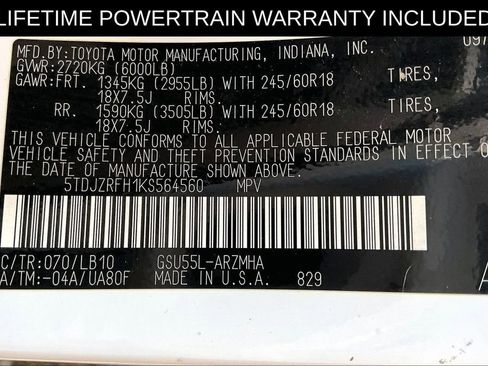 LIFETIME POWERTRAIN WARRANTY INCLUDED
09/
MFD.BY:TOYOTA MOTOR MANUFACTURING, INDIANA, INC.
GVWR:2720KG (6000LB)
GAWR:FRT. 1345KG (2955LB) WITH 245/60R18 TIRES,
18X7.5J RIMS.
RR. 1590KG (3505LB) WITH 245/60R18 TIRES,
18X7.5J RIMS.
THIS VEHICLE CONFORMS TO ALL APPLICABLE FEDERAL MOTOR
VEHICLE SAFETY AND THEFT PREVENTION STANDARDS IN EFFECT O
THE DATE OF MANUFACTURE SHOWN ABOVE.
5TDJZRFH1KS564560 MPV
C/TR:070/LB10 GSU55L-ARZMHA
A/TM:-04A/UA80F MADE IN U.S.A. 829 A